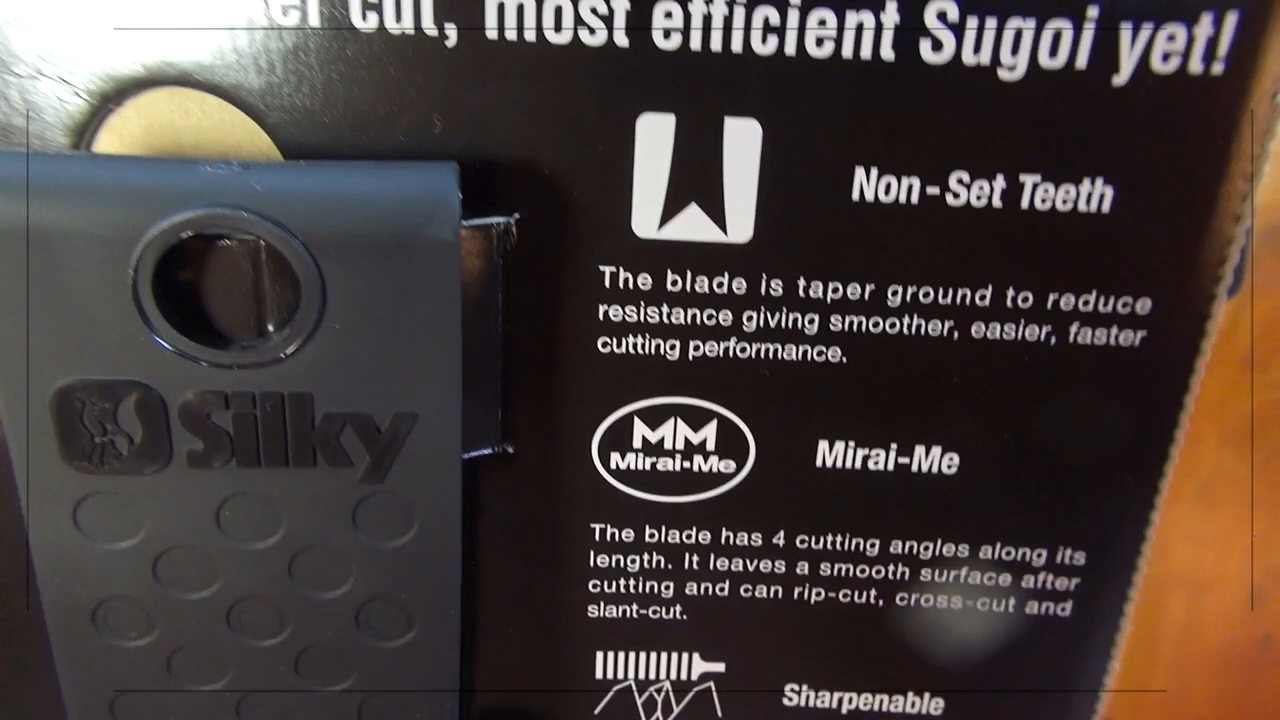 cut, most efficient Sugoi yet!
Non-Set Teeth
The blade is taper ground to reduce
resistance giving smoother, easier, faster
cutting performance.
Silky
MM
Mirai-Me
Mirai-Me
The blade has 4 cutting angles along its
length. It leaves a smooth surface after
cutting and can rip-cut, cross-cut and
slant-cut.
Sharpenable